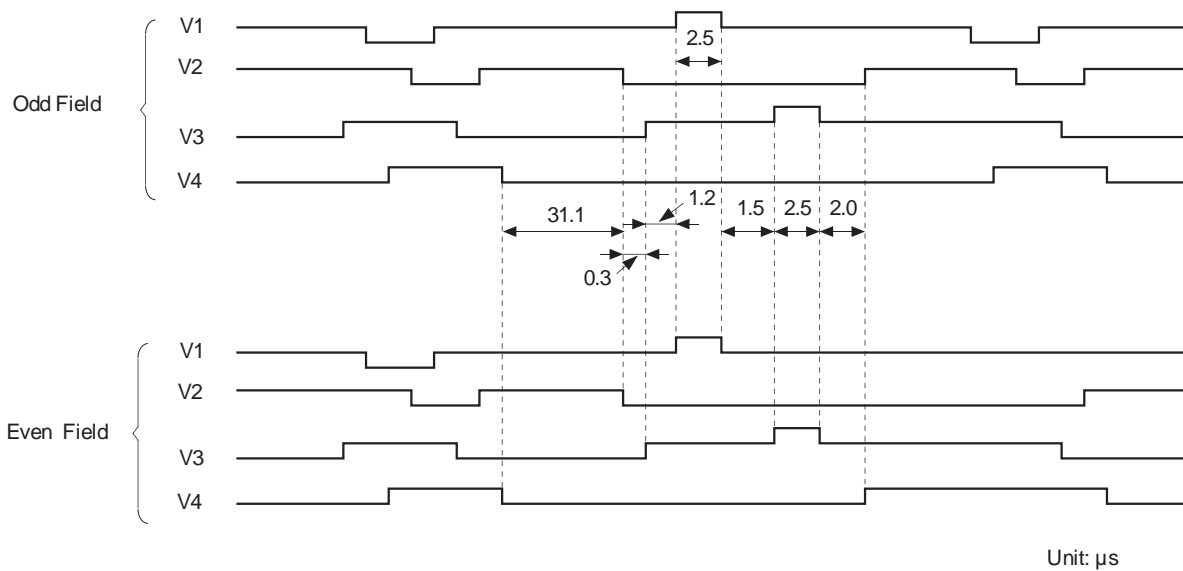 V1
2.5
V2
Odd Field
V3
V4
1.2
31.1
1.5
2.5
2.0
0.3
V1
V2
Even Field
V3
V4
Unit: μs